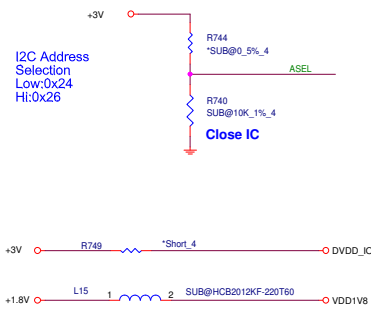 +3V
R744
*SUB@0_5%_4
I2C Address
Selection
Low:0x24
Hi:0x26
ASEL
R740
SUB@10K_1%_4
Close IC
+3V
R749
*Short_4
DVDD_IO
+1.8V
L15
1
2
SUB@HCB2012KF-220T60
VDD1V8